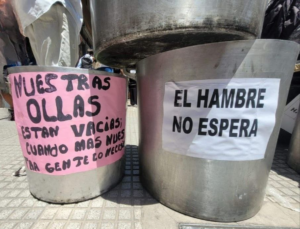 NUESTRAS
OLLAS
ESTAN VACIAS;
CUANDO MAS NUES
TRA GENTE LO NECE
EL HAMBRE
NO ESPERA